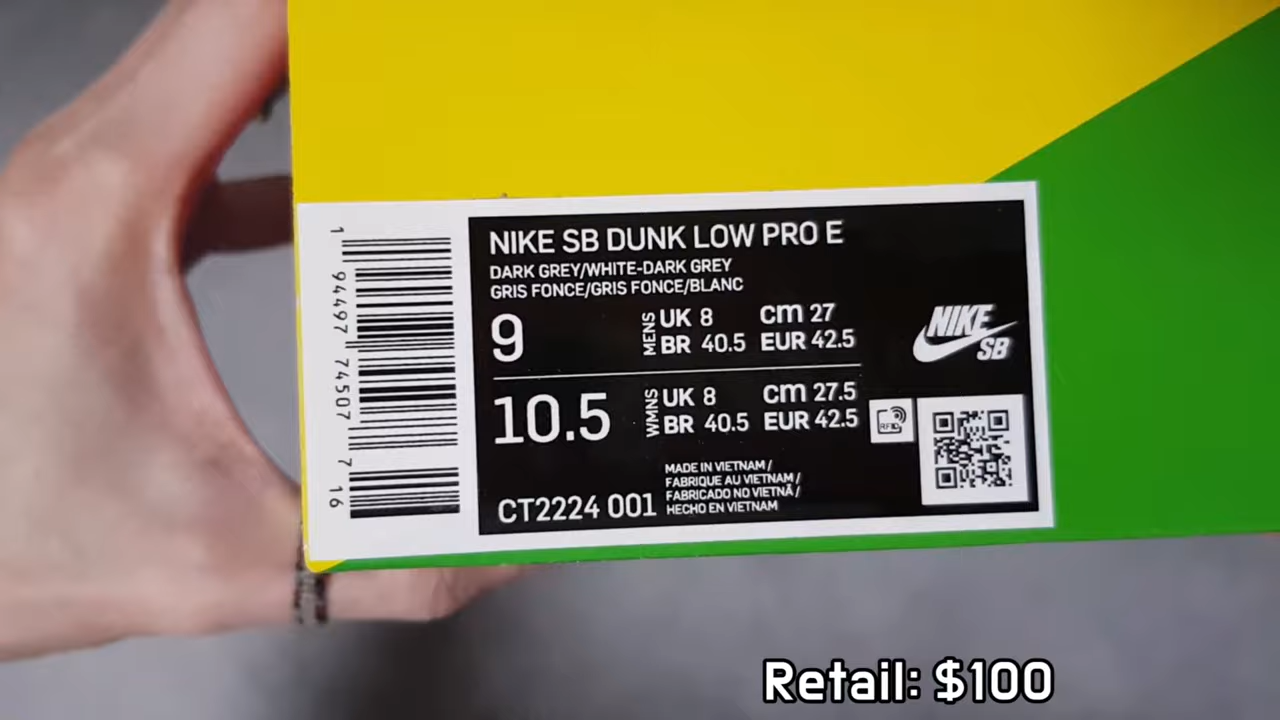 1 94497 74507 7 16
NIKE SB DUNK LOW PRO E
DARK GREY/WHITE-DARK GREY
GRIS FONCE/GRIS FONCE/BLANC
9
MENS
UK 8 cm 27
BR 40.5 EUR 42.5
10.5
WMNS
UK 8 cm 27.5
BR 40.5 EUR 42.5
CT2224 001
MADE IN VIETNAM /
FABRIQUE AU VIETNAM /
FABRICADO NO VIETNÃ /
HECHO EN VIETNAM
NIKE
SB
RFID
Retail: $100